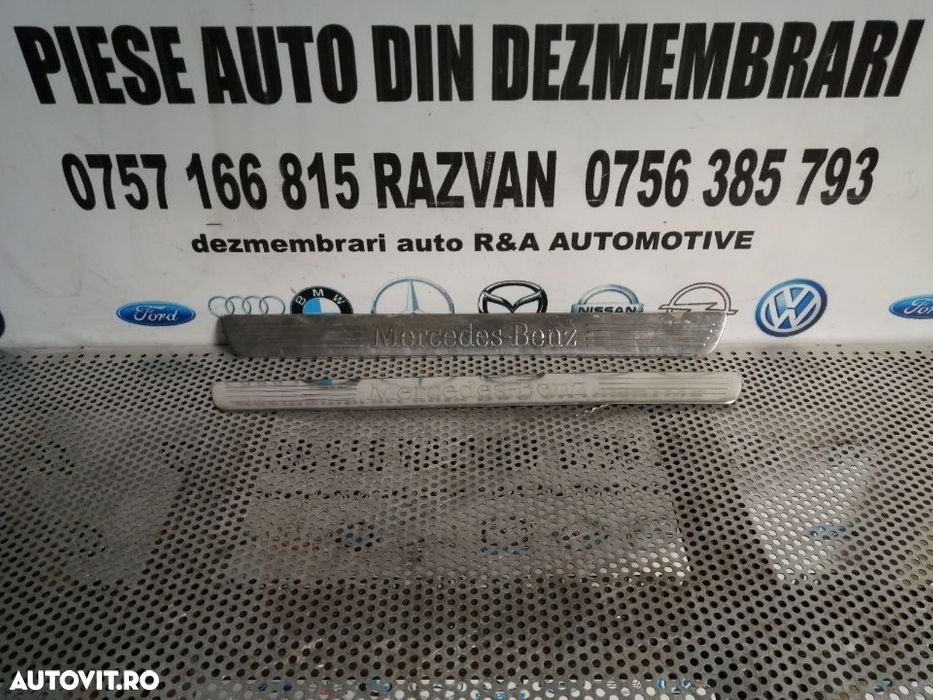 PIESE AUTO DIN DEZMEMBRARI
0757 166 815 RAZVAN 0756 385 793
dezmembrari auto R&A AUTOMOTIVE
Ford BMW NISSAN
Mercedes-Benz
Mercedes-Benz
AUTOVIT.RO